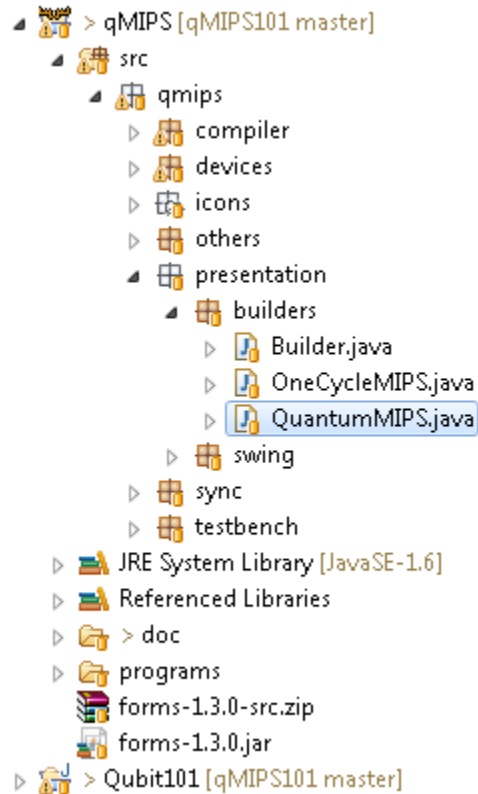 > qMIPS [qMIPS101 master]
src
qmips
compiler
devices
icons
others
presentation
builders
Builder.java
OneCycleMIPS.java
QuantumMIPS.java
swing
sync
testbench
JRE System Library [JavaSE-1.6]
Referenced Libraries
> doc
programs
forms-1.3.0-src.zip
forms-1.3.0.jar
> Qubit101 [qMIPS101 master]